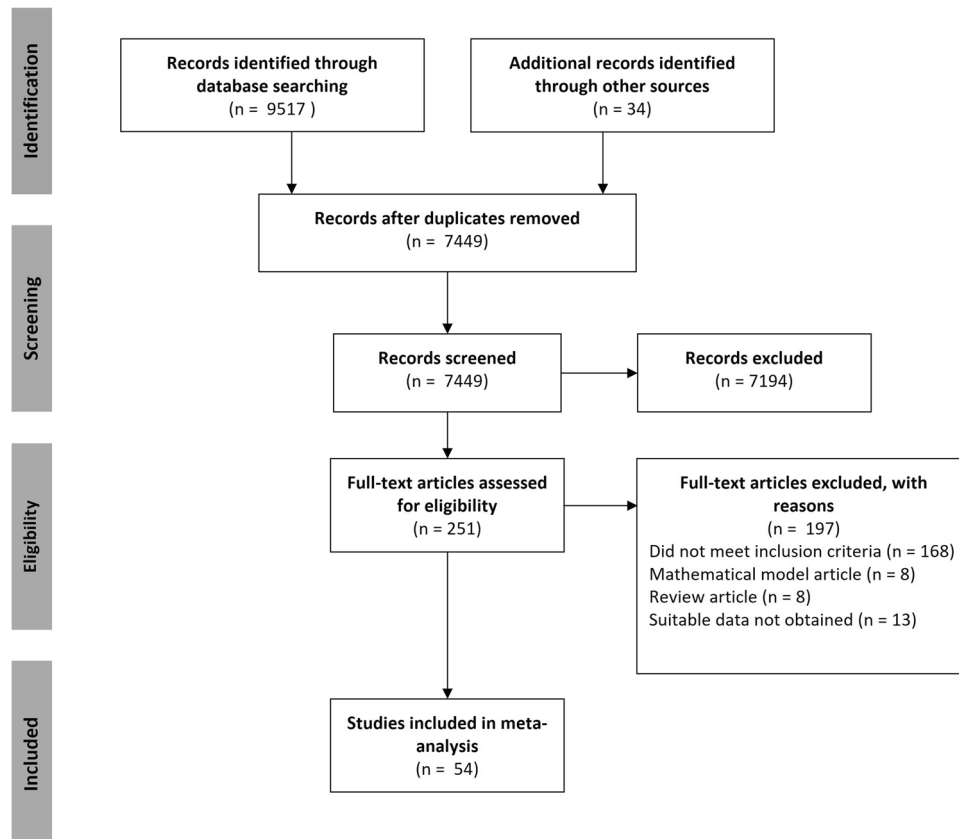 Identification
Records identified through
database searching
(n = 9517 )
Additional records identified
through other sources
(n = 34)
Screening
Records after duplicates removed
(n = 7449)
Records screened
(n = 7449)
Records excluded
(n = 7194)
Eligibility
Full-text articles assessed
for eligibility
(n = 251)
Full-text articles excluded, with
reasons
(n = 197)
Did not meet inclusion criteria (n = 168)
Mathematical model article (n = 8)
Review article (n = 8)
Suitable data not obtained (n = 13)
Included
Studies included in meta-
analysis
(n = 54)